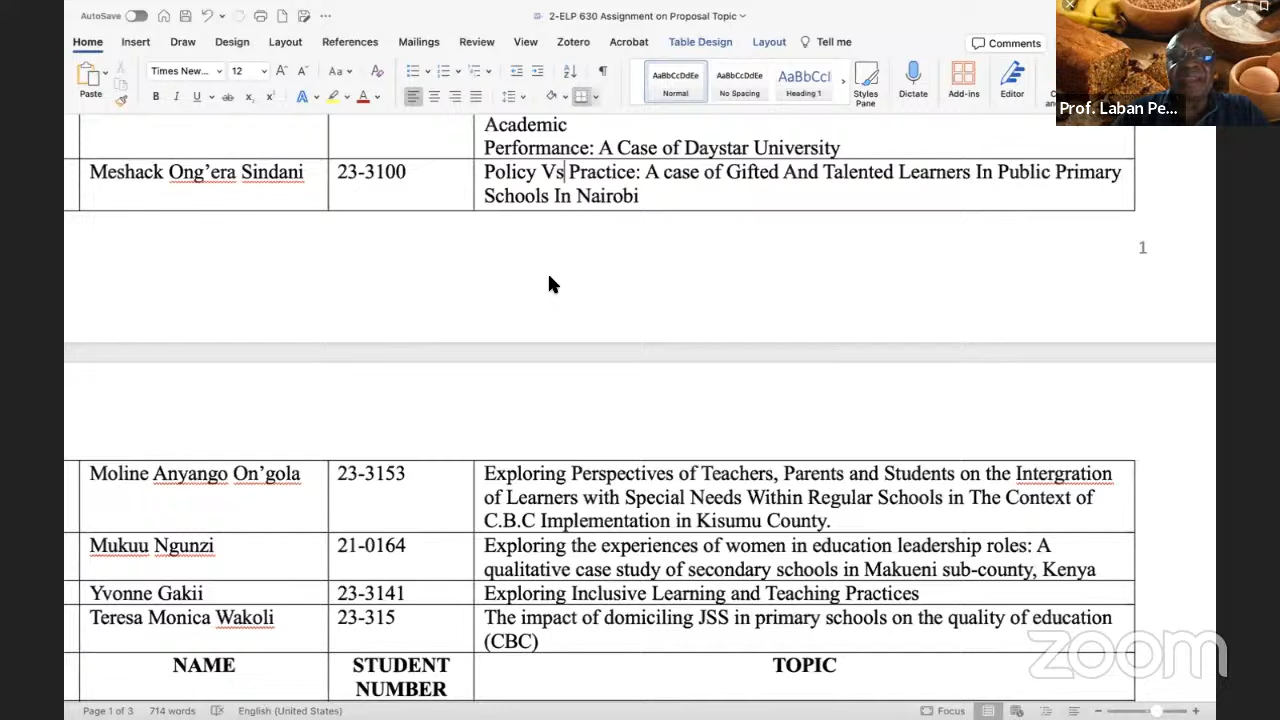 AutoSave
2-ELP 630 Assignment on Proposal Topic
Home Insert Draw Design Layout References Mailings Review View Zotero Acrobat Table Design Layout Tell me
Comments
Paste
Times New... 12
Aa
B I U ab x₂ x² A A
AaBbCcDdEe AaBbCcDdEe AaBbCcI
Normal No Spacing Heading 1
Styles Pane
Dictate
Add-ins
Editor
Prof. Laban Pe...
Academic
Performance: A Case of Daystar University
Meshack Ong’era Sindani 23-3100 Policy Vs Practice: A case of Gifted And Talented Learners In Public Primary
Schools In Nairobi
1
Moline Anyango On’gola 23-3153 Exploring Perspectives of Teachers, Parents and Students on the Intergration
of Learners with Special Needs Within Regular Schools in The Context of
C.B.C Implementation in Kisumu County.
Mukuu Ngunzi 21-0164 Exploring the experiences of women in education leadership roles: A
qualitative case study of secondary schools in Makueni sub-county, Kenya
Yvonne Gakii 23-3141 Exploring Inclusive Learning and Teaching Practices
Teresa Monica Wakoli 23-315 The impact of domiciling JSS in primary schools on the quality of education
(CBC)
NAME STUDENT TOPIC
NUMBER
zoom
Page 1 of 3 714 words English (United States) Focus